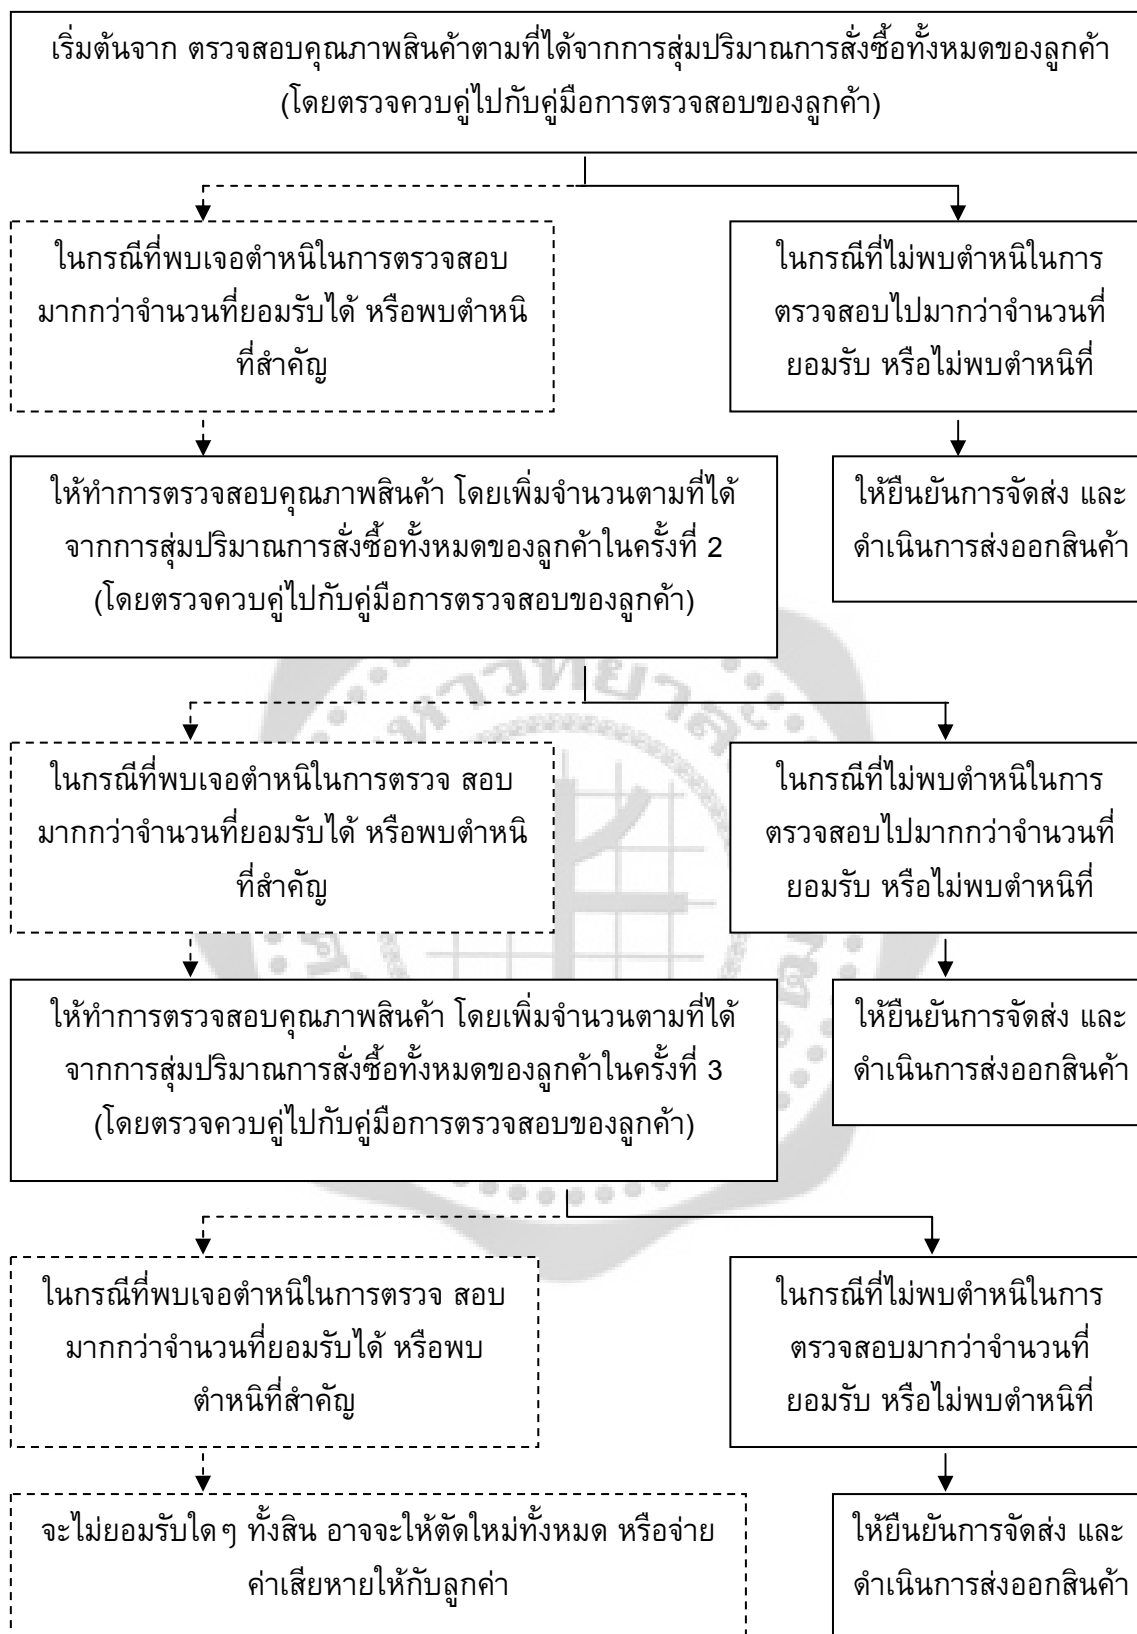 เริ่มต้นจาก ตรวจสอบคุณภาพสินค้าตามที่ได้จากการสุ่มปริมาณการสั่งซื้อทั้งหมดของลูกค้า
(โดยตรวจควบคู่ไปกับคู่มือการตรวจสอบของลูกค้า)
ในกรณีที่พบเจอตำหนิในการตรวจสอบ
มากกว่าจำนวนที่ยอมรับได้ หรือพบตำหนิ
ที่สำคัญ
ในกรณีที่ไม่พบตำหนิในการ
ตรวจสอบไปมากว่าจำนวนที่
ยอมรับ หรือไม่พบตำหนิที่
ให้ทำการตรวจสอบคุณภาพสินค้า โดยเพิ่มจำนวนตามที่ได้
จากการสุ่มปริมาณการสั่งซื้อทั้งหมดของลูกค้าในครั้งที่ 2
(โดยตรวจควบคู่ไปกับคู่มือการตรวจสอบของลูกค้า)
ให้ยืนยันการจัดส่ง และ
ดำเนินการส่งออกสินค้า
ในกรณีที่พบเจอตำหนิในการตรวจ สอบ
มากกว่าจำนวนที่ยอมรับได้ หรือพบตำหนิ
ที่สำคัญ
ในกรณีที่ไม่พบตำหนิในการ
ตรวจสอบไปมากกว่าจำนวนที่
ยอมรับ หรือไม่พบตำหนิที่
ให้ทำการตรวจสอบคุณภาพสินค้า โดยเพิ่มจำนวนตามที่ได้
จากการสุ่มปริมาณการสั่งซื้อทั้งหมดของลูกค้าในครั้งที่ 3
(โดยตรวจควบคู่ไปกับคู่มือการตรวจสอบของลูกค้า)
ให้ยืนยันการจัดส่ง และ
ดำเนินการส่งออกสินค้า
ในกรณีที่พบเจอตำหนิในการตรวจ สอบ
มากกว่าจำนวนที่ยอมรับได้ หรือพบ
ตำหนิที่สำคัญ
ในกรณีที่ไม่พบตำหนิในการ
ตรวจสอบมากว่าจำนวนที่
ยอมรับ หรือไม่พบตำหนิที่
จะไม่ยอมรับใดๆ ทั้งสิน อาจจะให้ตัดใหม่ทั้งหมด หรือจ่าย
ค่าเสียหายให้กับลูกค่า
ให้ยืนยันการจัดส่ง และ
ดำเนินการส่งออกสินค้า